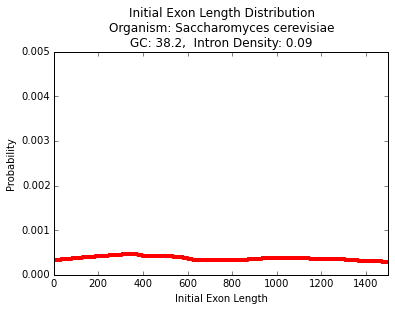 Initial Exon Length Distribution
Organism: Saccharomyces cerevisiae
GC: 38.2,  Intron Density: 0.09
0.005
0.004
0.003
0.002
0.001
0.000
Probability
0 200 400 600 800 1000 1200 1400
Initial Exon Length